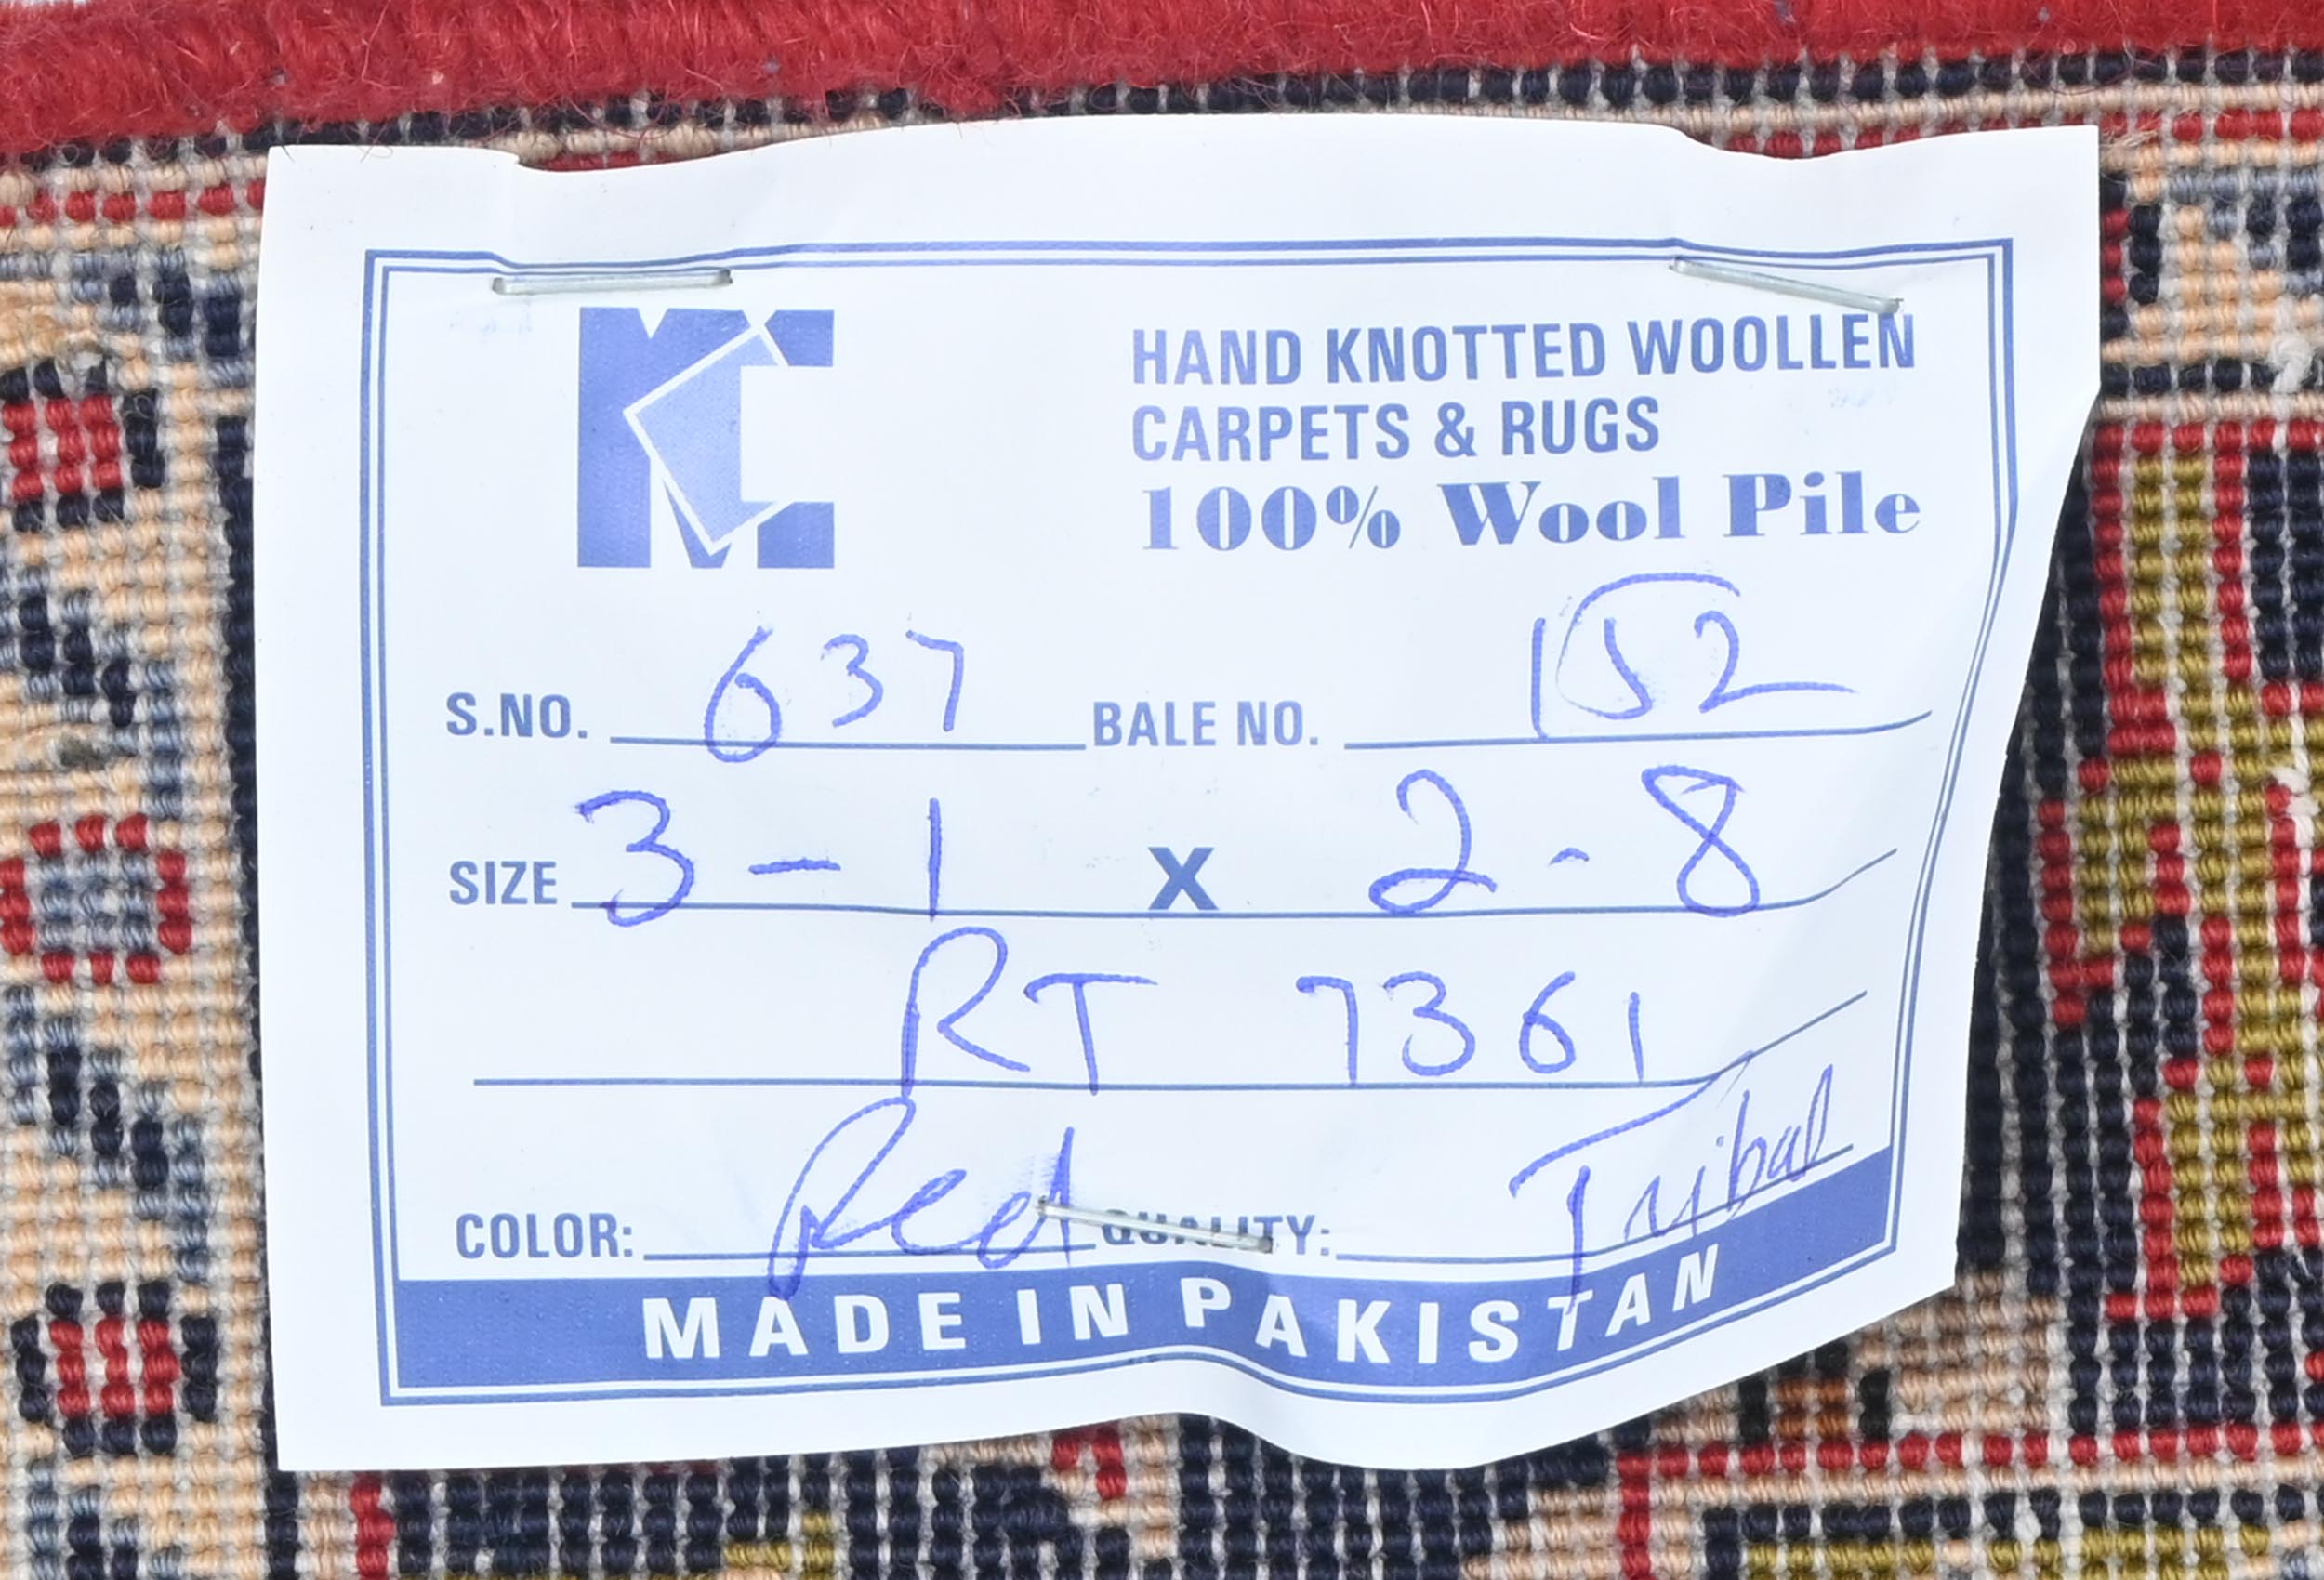 MC
HAND KNOTTED WOOLLEN
CARPETS & RUGS
100% Wool Pile
S.NO. 637 BALE NO. 152
SIZE 3-1 X 2-8
RT 7361
COLOR: Red QUALITY: Tribal
MADE IN PAKISTAN